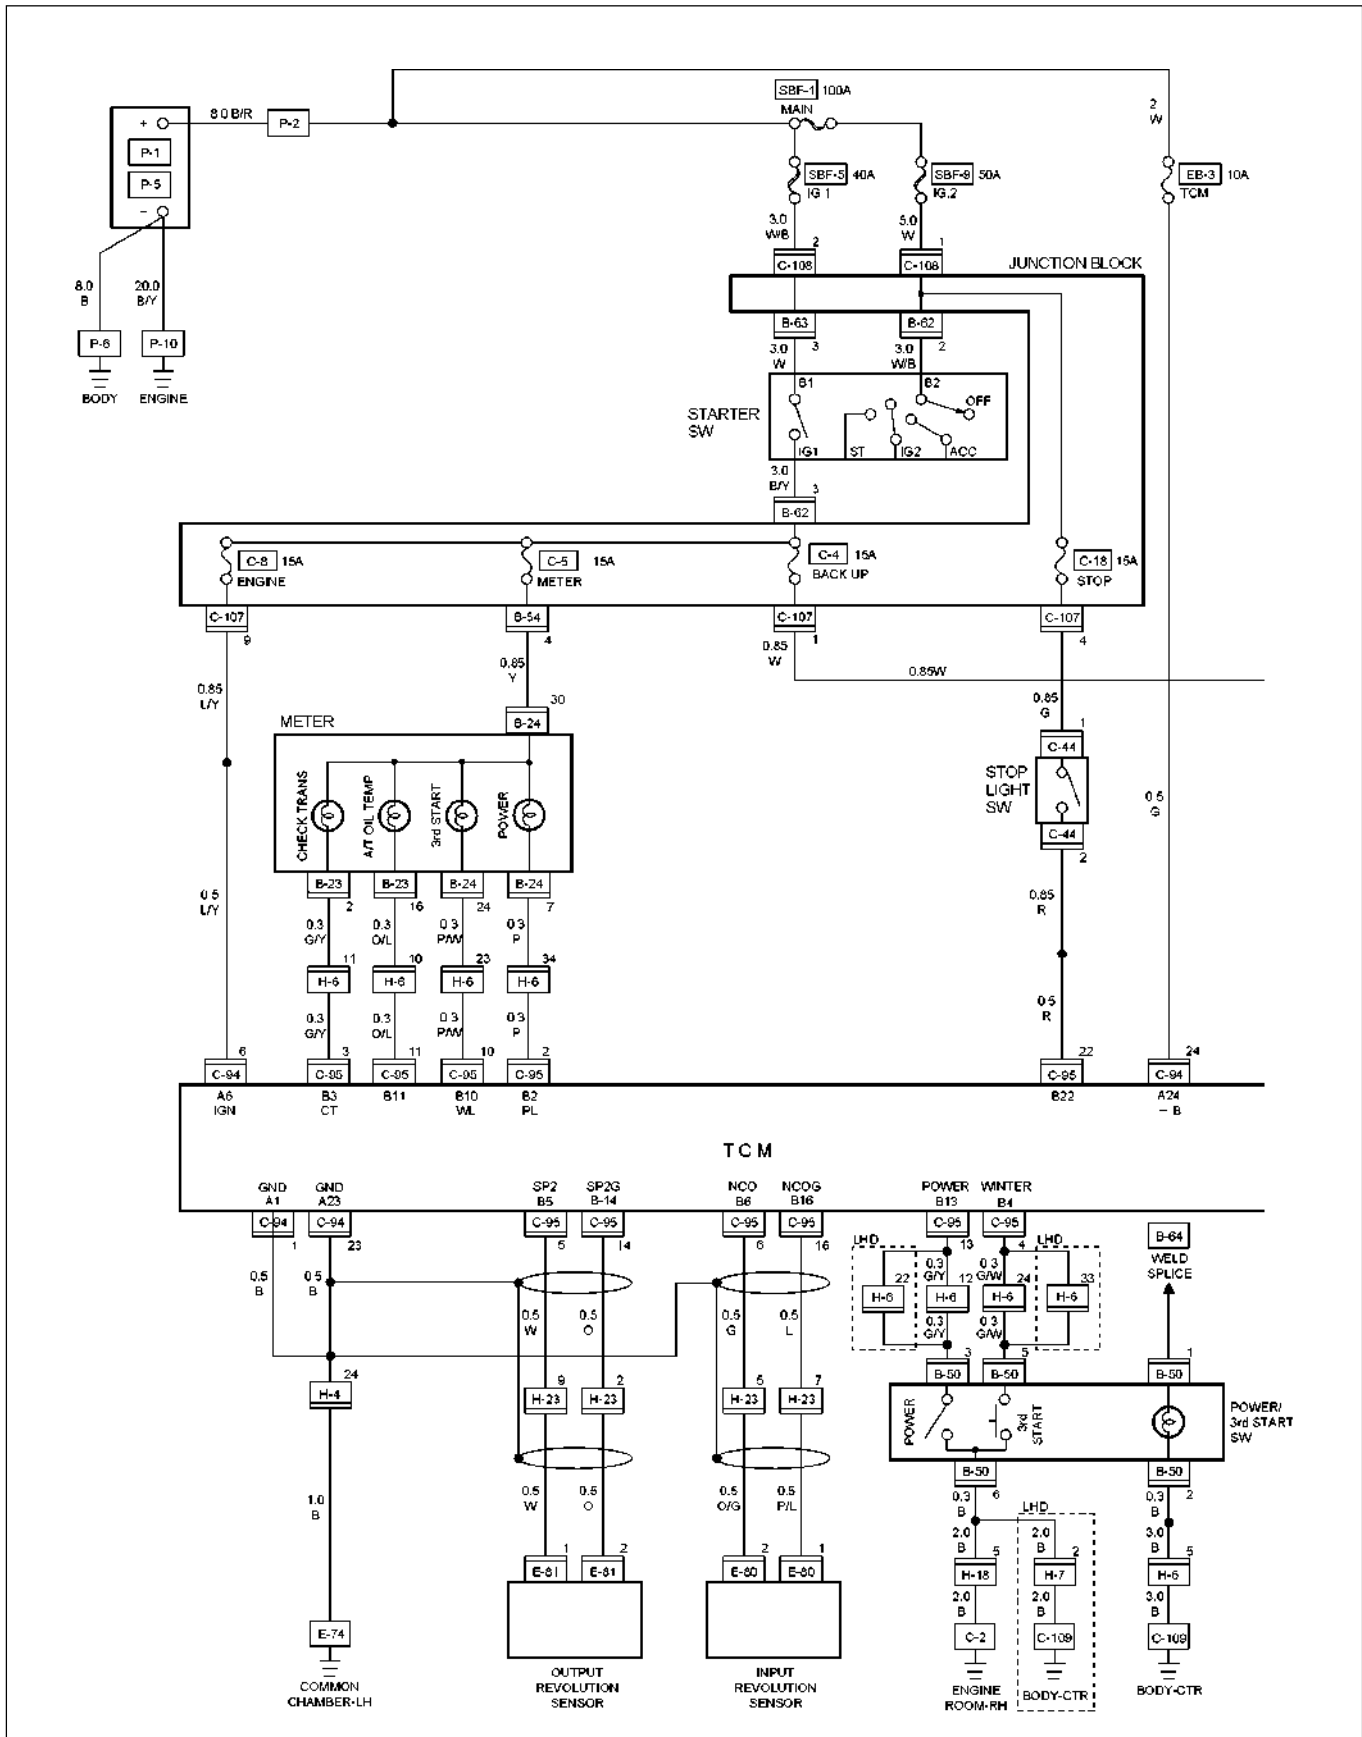 SBF-1 100A
MAIN
8.0 B/R
P-2
2
W
+
P-1
P-5
−
SBF-5 40A
IG.1
SBF-9 50A
IG.2
EB-3 10A
TCM
3.0
W/B
2
5.0
W
1
C-108
C-108
JUNCTION BLOCK
8.0
B
20.0
B/Y
P-6
P-10
BODY
ENGINE
B-63
B-62
3.0
W
3
3.0
W/B
2
B1
B2
OFF
STARTER
SW
IG1
ST
IG2
ACC
3.0
B/Y
3
B-62
C-8 15A
ENGINE
C-5 15A
METER
C-4 15A
BACK UP
C-18 15A
STOP
C-107
9
B-54
4
C-107
1
C-107
4
0.85
L/Y
0.85
Y
0.85
W
0.85W
0.85
G
30
B-24
METER
1
C-44
STOP
LIGHT
SW
C-44
2
0.5
G
CHECK TRANS
A/T OIL TEMP
3rd START
POWER
B-23
B-23
B-24
B-24
2
16
24
7
0.5
L/Y
0.3
G/Y
0.3
O/L
0.3
P/W
0.3
P
0.85
R
11
10
23
34
H-6
H-6
H-6
H-6
0.3
G/Y
0.3
O/L
0.3
P/W
0.3
P
0.5
R
6
3
11
10
2
22
24
C-94
C-95
C-95
C-95
C-95
C-95
C-94
A6
IGN
B3
CT
B11
B10
WL
B2
PL
B22
A24
− B
TCM
GND
A1
GND
A23
SP2
B5
SP2G
B-14
NCO
B6
NCOG
B16
POWER
B13
WINTER
B4
C-94
C-94
C-95
C-95
C-95
C-95
C-95
C-95
1
23
5
14
6
16
13
4
LHD
LHD
B-64
WELD
SPLICE
0.5
B
0.5
B
0.3
G/Y
0.3
G/W
22
12
24
33
H-6
H-6
H-6
H-6
0.5
W
0.5
O
0.5
G
0.5
L
0.3
G/Y
0.3
G/W
3
5
1
B-50
B-50
B-50
24
H-4
9
2
5
7
H-23
H-23
H-23
H-23
POWER
3rd
START
POWER/
3rd START
SW
B-50
6
B-50
2
1.0
B
0.5
W
0.5
O
0.5
O/G
0.5
P/L
0.3
B
0.3
B
LHD
2.0
B
2.0
B
3.0
B
1
2
2
1
5
2
5
E-81
E-81
E-80
E-80
H-18
H-7
H-6
2.0
B
2.0
B
3.0
B
E-74
C-2
C-109
C-109
COMMON
CHAMBER-LH
OUTPUT
REVOLUTION
SENSOR
INPUT
REVOLUTION
SENSOR
ENGINE
ROOM-RH
BODY-CTR
BODY-CTR